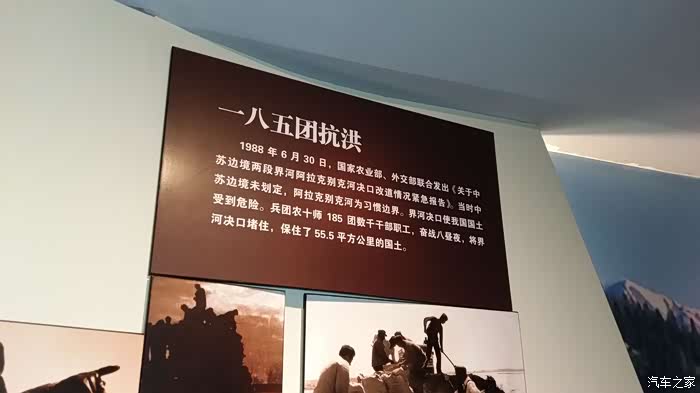 一八五团抗洪
1988 年 6 月 30 日，国家农业部、外交部联合发出《关于中
苏边境两段界河阿拉克别克河决口改道情况紧急报告》。当时中
苏边境未划定，阿拉克别克河为习惯边界。界河决口使我国国土
受到危险。兵团农十师 185 团数千干部职工，奋战八昼夜，将界
河决口堵住，保住了 55.5 平方公里的国土。
汽车之家